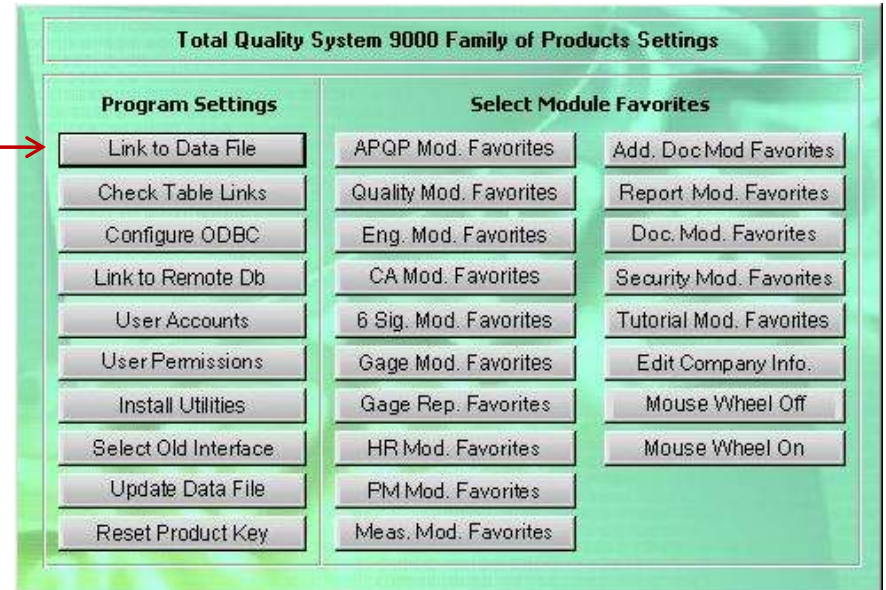 Total Quality System 9000 Family of Products Settings
Program Settings
Link to Data File
Check Table Links
Configure ODBC
Link to Remote Db
User Accounts
User Permissions
Install Utilities
Select Old Interface
Update Data File
Reset Product Key
Select Module Favorites
APQP Mod. Favorites
Quality Mod. Favorites
Eng. Mod. Favorites
CA Mod. Favorites
6 Sig. Mod. Favorites
Gage Mod. Favorites
Gage Rep. Favorites
HR Mod. Favorites
PM Mod. Favorites
Meas. Mod. Favorites
Add. Doc Mod Favorites
Report Mod. Favorites
Doc. Mod. Favorites
Security Mod. Favorites
Tutorial Mod. Favorites
Edit Company Info.
Mouse Wheel Off
Mouse Wheel On